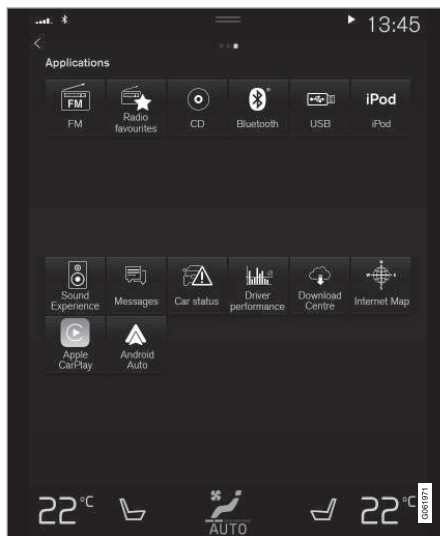 13:45
Applications
FM
FM
Radio
favourites
CD
Bluetooth
USB
iPod
iPod
Sound
Experience
Messages
Car status
Driver
performance
Download
Centre
Internet Map
Apple
CarPlay
Android
Auto
22°C
AUTO
22°C
G061971